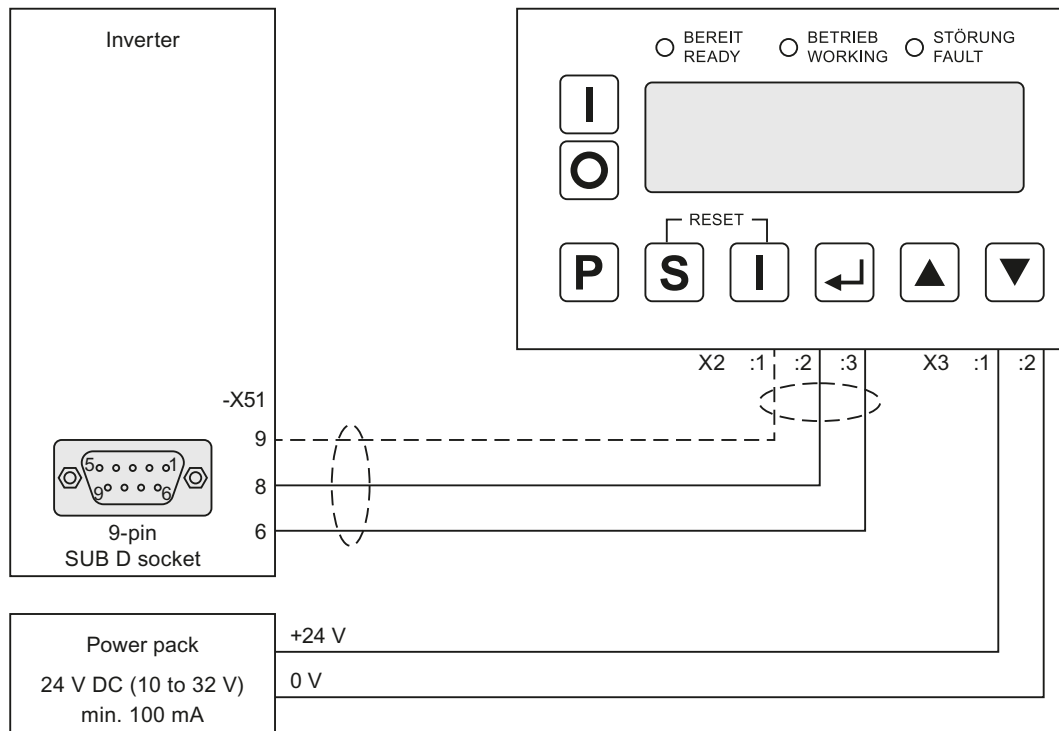 Inverter
BEREIT
READY
BETRIEB
WORKING
STÖRUNG
FAULT
I
O
RESET
P
S
I
X2 :1 :2 :3 X3 :1 :2
-X51
9
8
6
5 1
9 6
9-pin
SUB D socket
Power pack
24 V DC (10 to 32 V)
min. 100 mA
+24 V
0 V